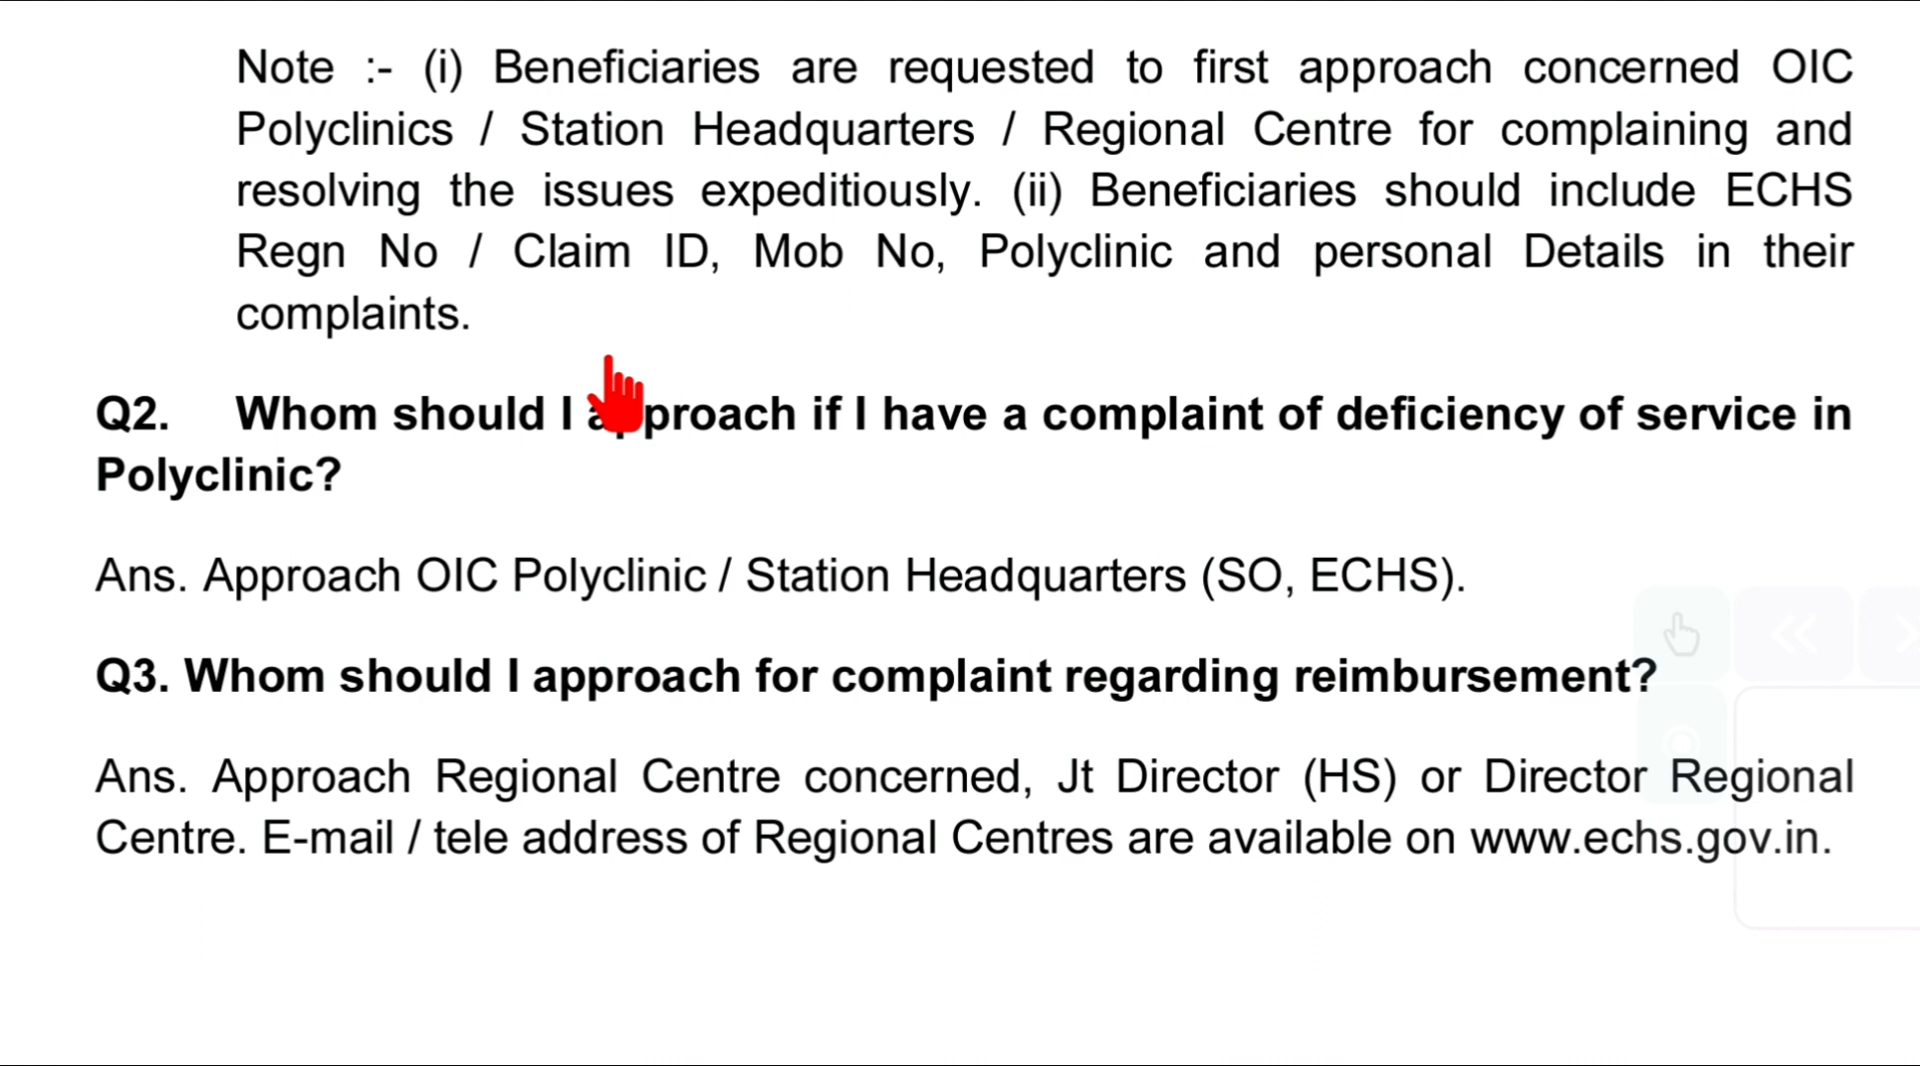 Note :- (i) Beneficiaries are requested to first approach concerned OIC
Polyclinics / Station Headquarters / Regional Centre for complaining and
resolving the issues expeditiously. (ii) Beneficiaries should include ECHS
Regn No / Claim ID, Mob No, Polyclinic and personal Details in their
complaints.
Q2. Whom should I approach if I have a complaint of deficiency of service in
Polyclinic?
Ans. Approach OIC Polyclinic / Station Headquarters (SO, ECHS).
Q3. Whom should I approach for complaint regarding reimbursement?
Ans. Approach Regional Centre concerned, Jt Director (HS) or Director Regional
Centre. E-mail / tele address of Regional Centres are available on www.echs.gov.in.